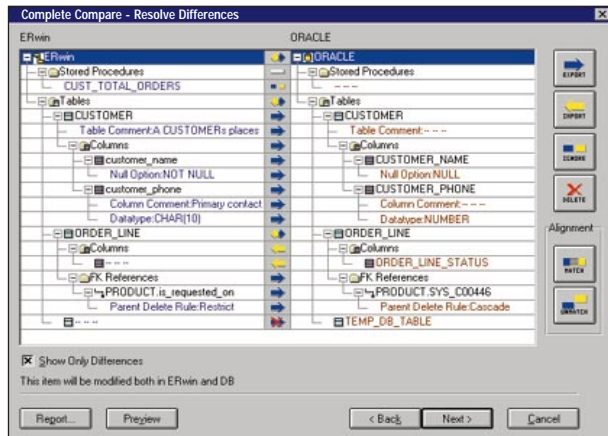 Complete Compare - Resolve Differences
ERwin ORACLE
ERwin ORACLE
Stored Procedures Stored Procedures
CUST_TOTAL_ORDERS - - -
Tables Tables
CUSTOMER CUSTOMER
Table Comment:A CUSTOMERs places Table Comment:- - - -
Columns Columns
customer_name CUSTOMER_NAME
Null Option:NOT NULL Null Option:NULL
customer_phone CUSTOMER_PHONE
Column Comment:Primary contact Column Comment:- - - -
Datatype:CHAR(10) Datatype:NUMBER
ORDER_LINE ORDER_LINE
Columns Columns
- - - - ORDER_LINE_STATUS
FK References FK References
PRODUCT.is_requested_on PRODUCT.SYS_C00446
Parent Delete Rule:Restrict Parent Delete Rule:Cascade
- - - - TEMP_DB_TABLE
EXPORT
IMPORT
IGNORE
DELETE
Alignment
MATCH
UNMATCH
Show Only Differences
This item will be modified both in ERwin and DB
Report... Preview < Back Next > Cancel